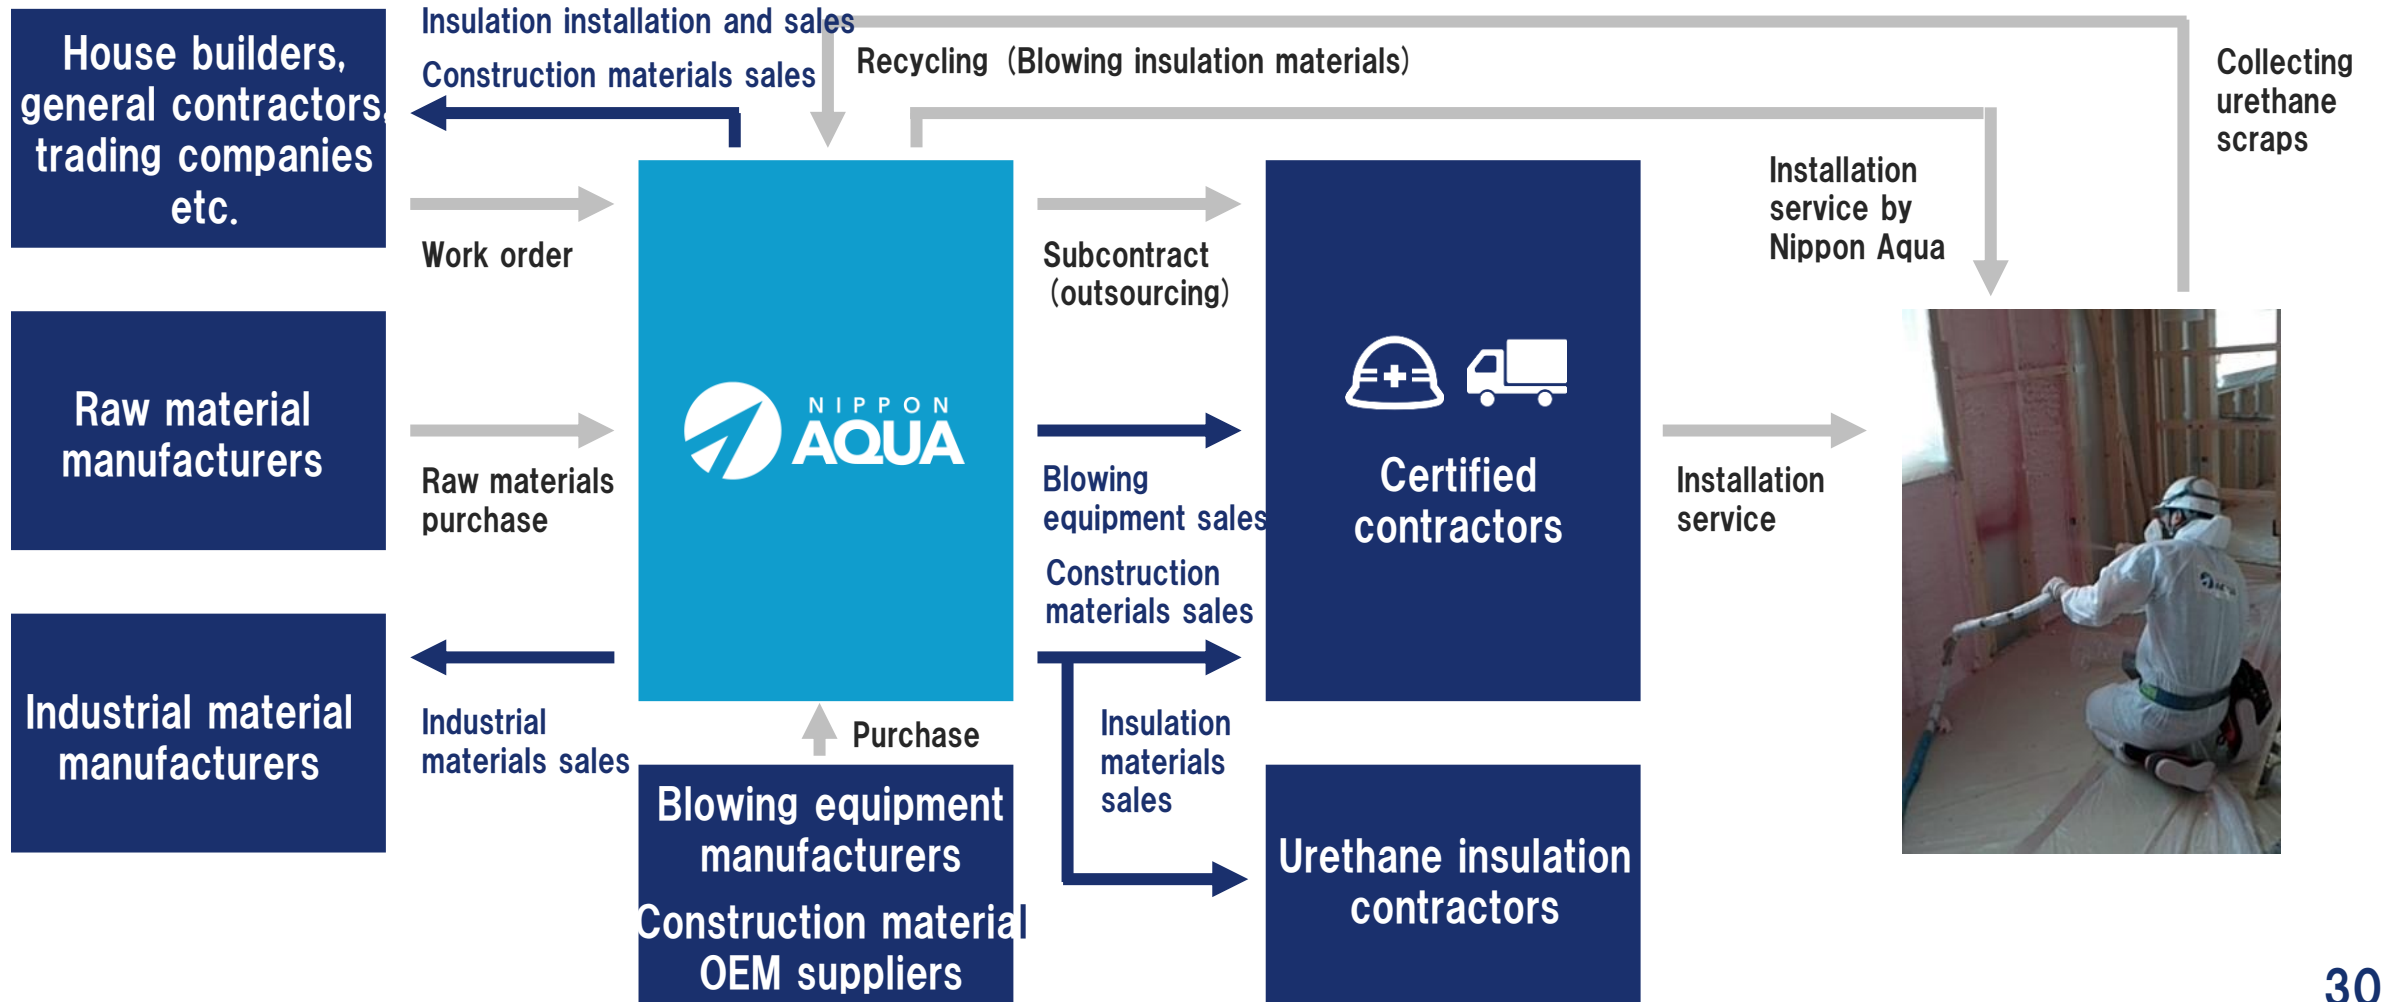 House builders,
general contractors,
trading companies
etc.
Insulation installation and sales
Construction materials sales
Recycling (Blowing insulation materials)
Collecting
urethane
scraps
Work order
Subcontract
(outsourcing)
Installation
service by
Nippon Aqua
Raw material
manufacturers
Raw materials
purchase
NIPPON
AQUA
Blowing
equipment sales
Construction
materials sales
Certified
contractors
Installation
service
Industrial material
manufacturers
Industrial
materials sales
Purchase
Insulation
materials
sales
Blowing equipment
manufacturers
Construction material
OEM suppliers
Urethane insulation
contractors
30